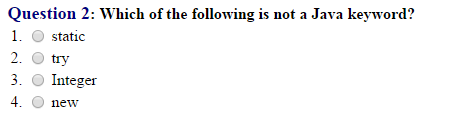 Question 2: Which of the following is not a Java keyword?
1. static
2. try
3. Integer
4. new